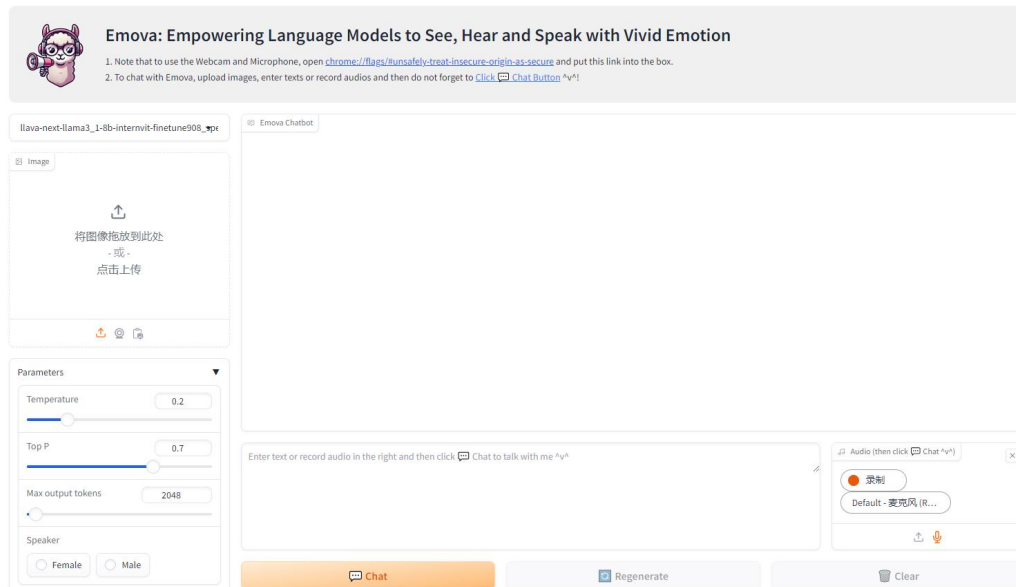 Emova: Empowering Language Models to See, Hear and Speak with Vivid Emotion
1. Note that to use the Webcam and Microphone, open chrome://flags/#unsafely-treat-insecure-origin-as-secure and put this link into the box.
2. To chat with Emova, upload images, enter texts or record audios and then do not forget to Click 💬 Chat Button ^v^!
llava-next-llama3_1-8b-internvit-finetune908_spe
Image
将图像拖放到此处
- 或 -
点击上传
Parameters
Temperature
0.2
Top P
0.7
Max output tokens
2048
Speaker
Female
Male
Emova Chatbot
Enter text or record audio in the right and then click 💬 Chat to talk with me ^v^
Audio (then click 💬 Chat ^v^)
录制
Default - 麦克风 (R...
💬 Chat
Regenerate
Clear